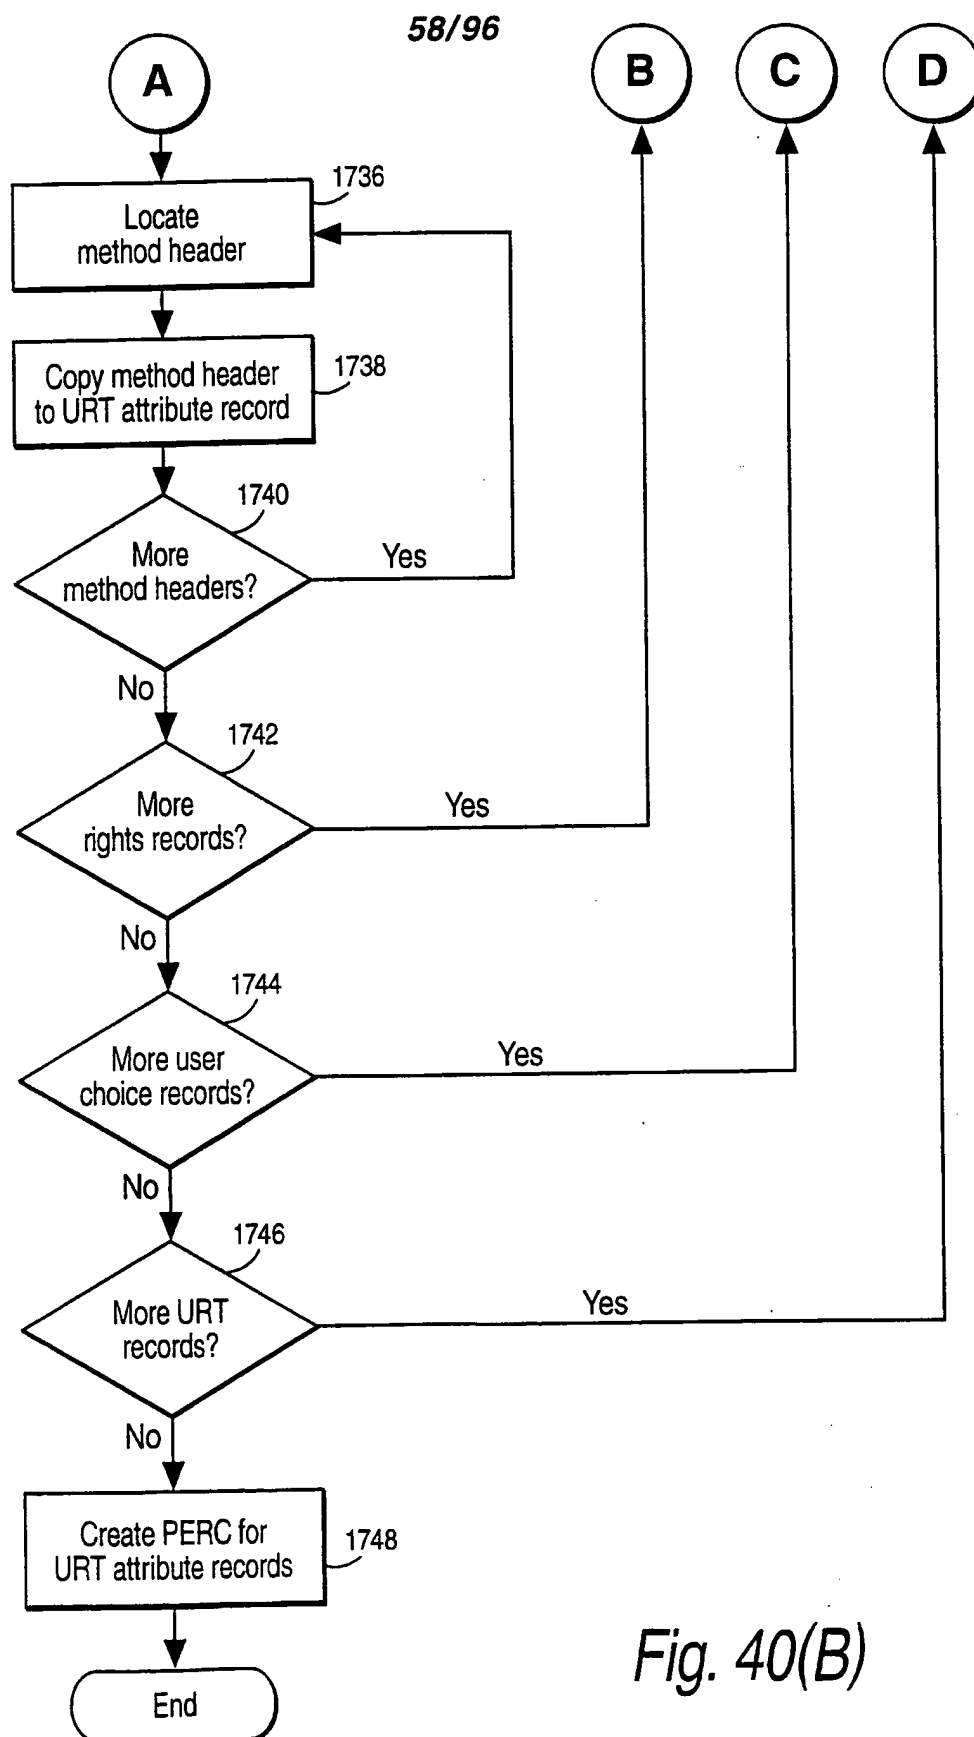 58/96
A
B
C
D
1736
Locate
method header
1738
Copy method header
to URT attribute record
1740
More
method headers?
Yes
No
1742
More
rights records?
Yes
No
1744
More user
choice records?
Yes
No
1746
More URT
records?
Yes
No
Create PERC for
URT attribute records
1748
End
Fig. 40(B)